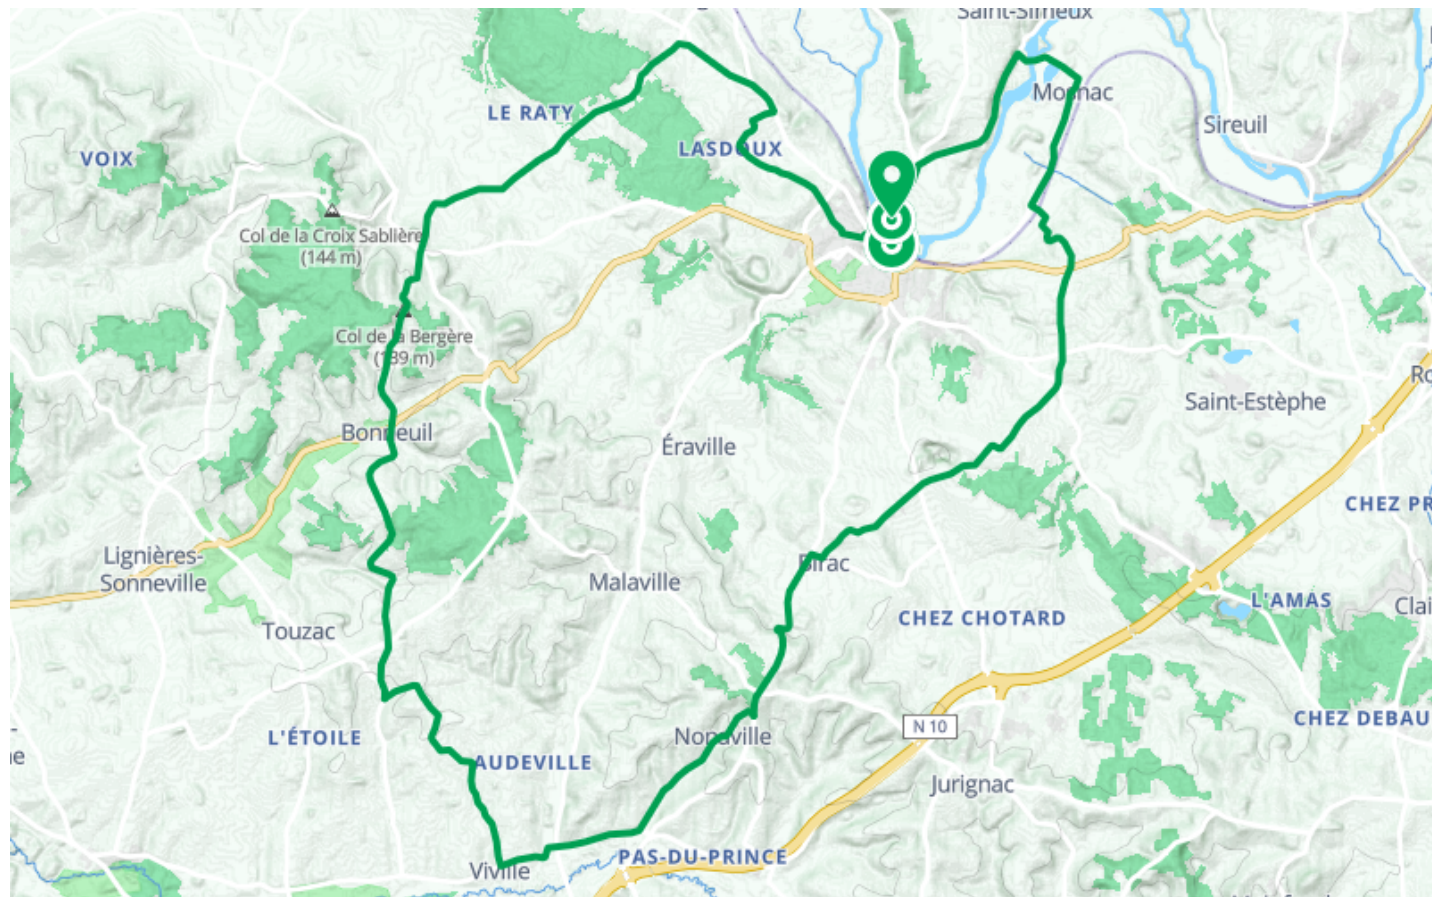 Saint-Simeux
Mosnac
LE RATY
Sireuil
LASDOUX
VOIX
Col de la Croix Sablière
(144 m)
Col de la Bergère
(139 m)
Saint-Estèphe
Bonneuil
Éraville
CHEZ PR
Lignières-
Sonneville
Birac
Malaville
L'AMAS
Clai
CHEZ CHOTARD
Touzac
CHEZ DEBAU
N 10
L'ÉTOILE
Nonaville
AUDEVILLE
Jurignac
PAS-DU-PRINCE
Viville